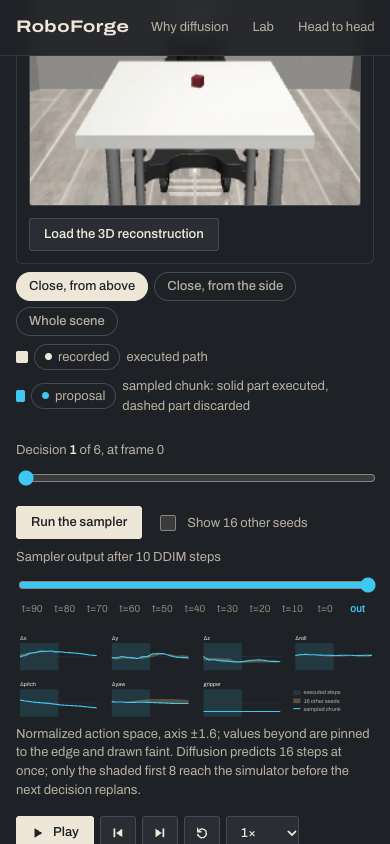 RoboForge Why diffusion Lab Head to head
Load the 3D reconstruction
Close, from above Close, from the side
Whole scene
recorded executed path
proposal sampled chunk: solid part executed,
dashed part discarded
Decision 1 of 6, at frame 0
Run the sampler Show 16 other seeds
Sampler output after 10 DDIM steps
t=90 t=80 t=70 t=60 t=50 t=40 t=30 t=20 t=10 t=0 out
Δx Δy Δz Δroll
Δpitch Δyaw gripper
executed steps
16 other seeds
sampled chunk
Normalized action space, axis ±1.6; values beyond are pinned
to the edge and drawn faint. Diffusion predicts 16 steps at
once; only the shaded first 8 reach the simulator before the
next decision replans.
Play 1×